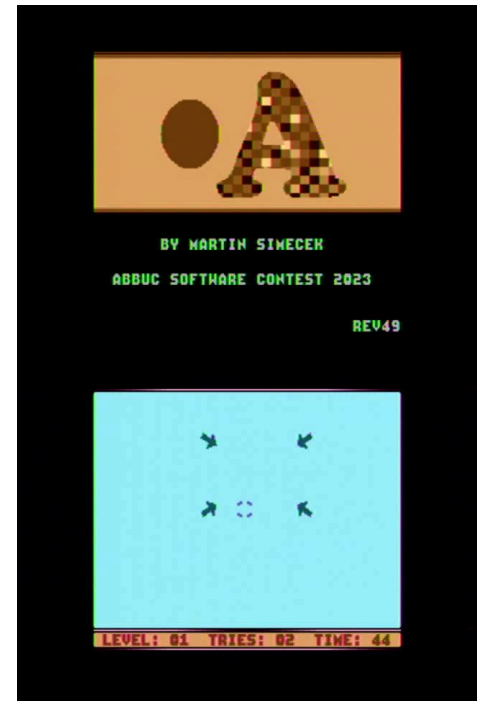 A
BY MARTIN SIMECEK
ABBUC SOFTWARE CONTEST 2023
REV49
LEVEL: 01 TRIES: 02 TIME: 44